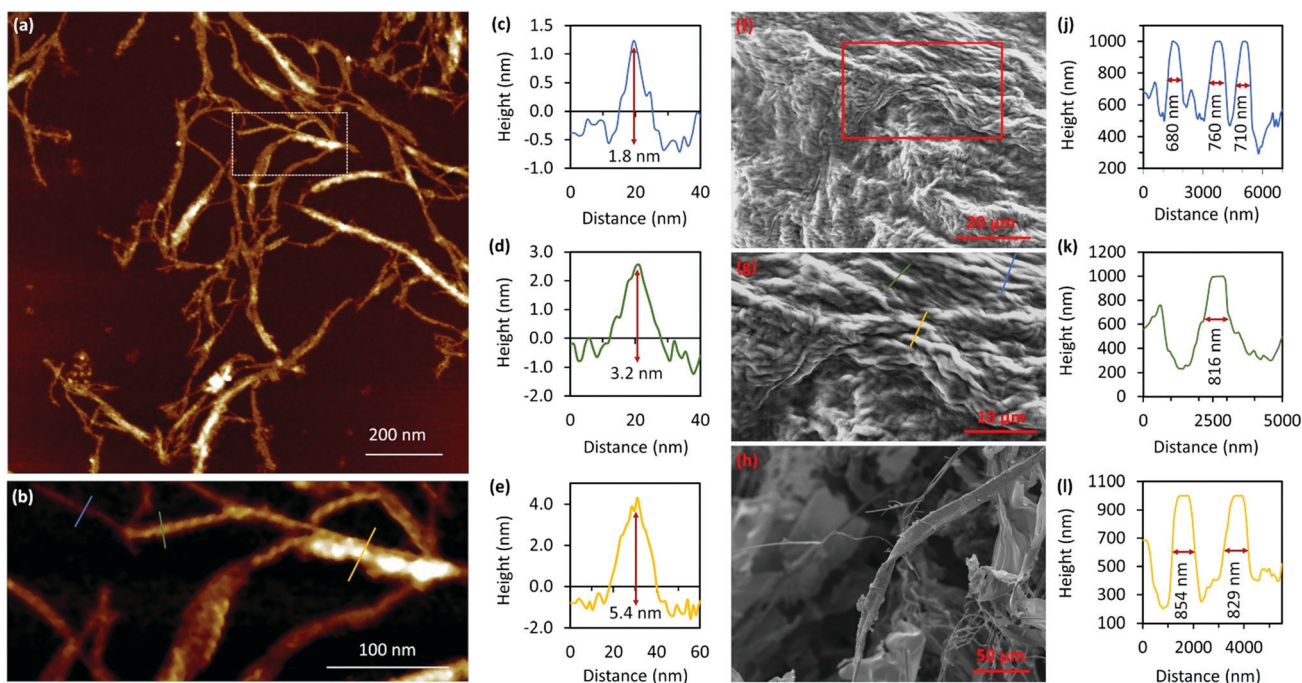 (a)
200 nm
(b)
100 nm
(c)
Height (nm)
1.5
1.0
0.5
0.0
-0.5
-1.0
1.8 nm
0 20 40
Distance (nm)
(d)
Height (nm)
3.0
2.0
1.0
0.0
-1.0
-2.0
3.2 nm
0 20 40
Distance (nm)
(e)
Height (nm)
4.0
2.0
0.0
-2.0
5.4 nm
0 20 40 60
Distance (nm)
(f)
20 µm
(g)
10 µm
(h)
50 µm
(j)
Height (nm)
1000
800
600
400
200
680 nm
760 nm
710 nm
0 3000 6000
Distance (nm)
(k)
Height (nm)
1200
1000
800
600
400
200
0
816 nm
0 2500 5000
Distance (nm)
(l)
Height (nm)
1100
900
700
500
300
100
854 nm
829 nm
0 2000 4000
Distance (nm)